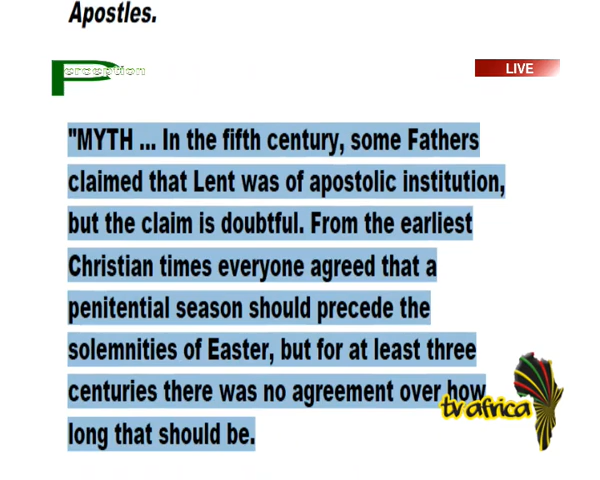 Apostles.
Perception
LIVE
"MYTH ... In the fifth century, some Fathers
claimed that Lent was of apostolic institution,
but the claim is doubtful. From the earliest
Christian times everyone agreed that a
penitential season should precede the
solemnities of Easter, but for at least three
centuries there was no agreement over how
long that should be.
tv africa